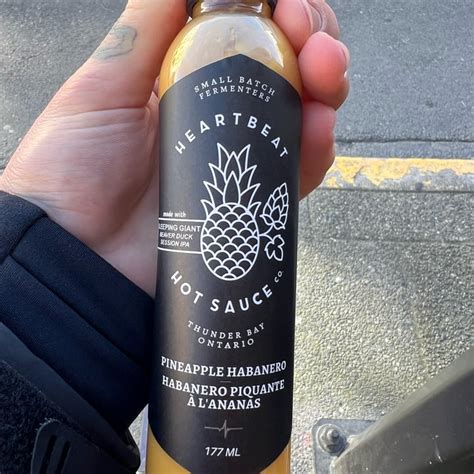 SMALL BATCH
FERMENTERS
HEARTBEAT
made with
SLEEPING GIANT
BEAVER DUCK
SESSION IPA
HOT SAUCE CO.
THUNDER BAY
ONTARIO
PINEAPPLE HABANERO
HABANERO PIQUANTE
À L'ANANAS
177 ML